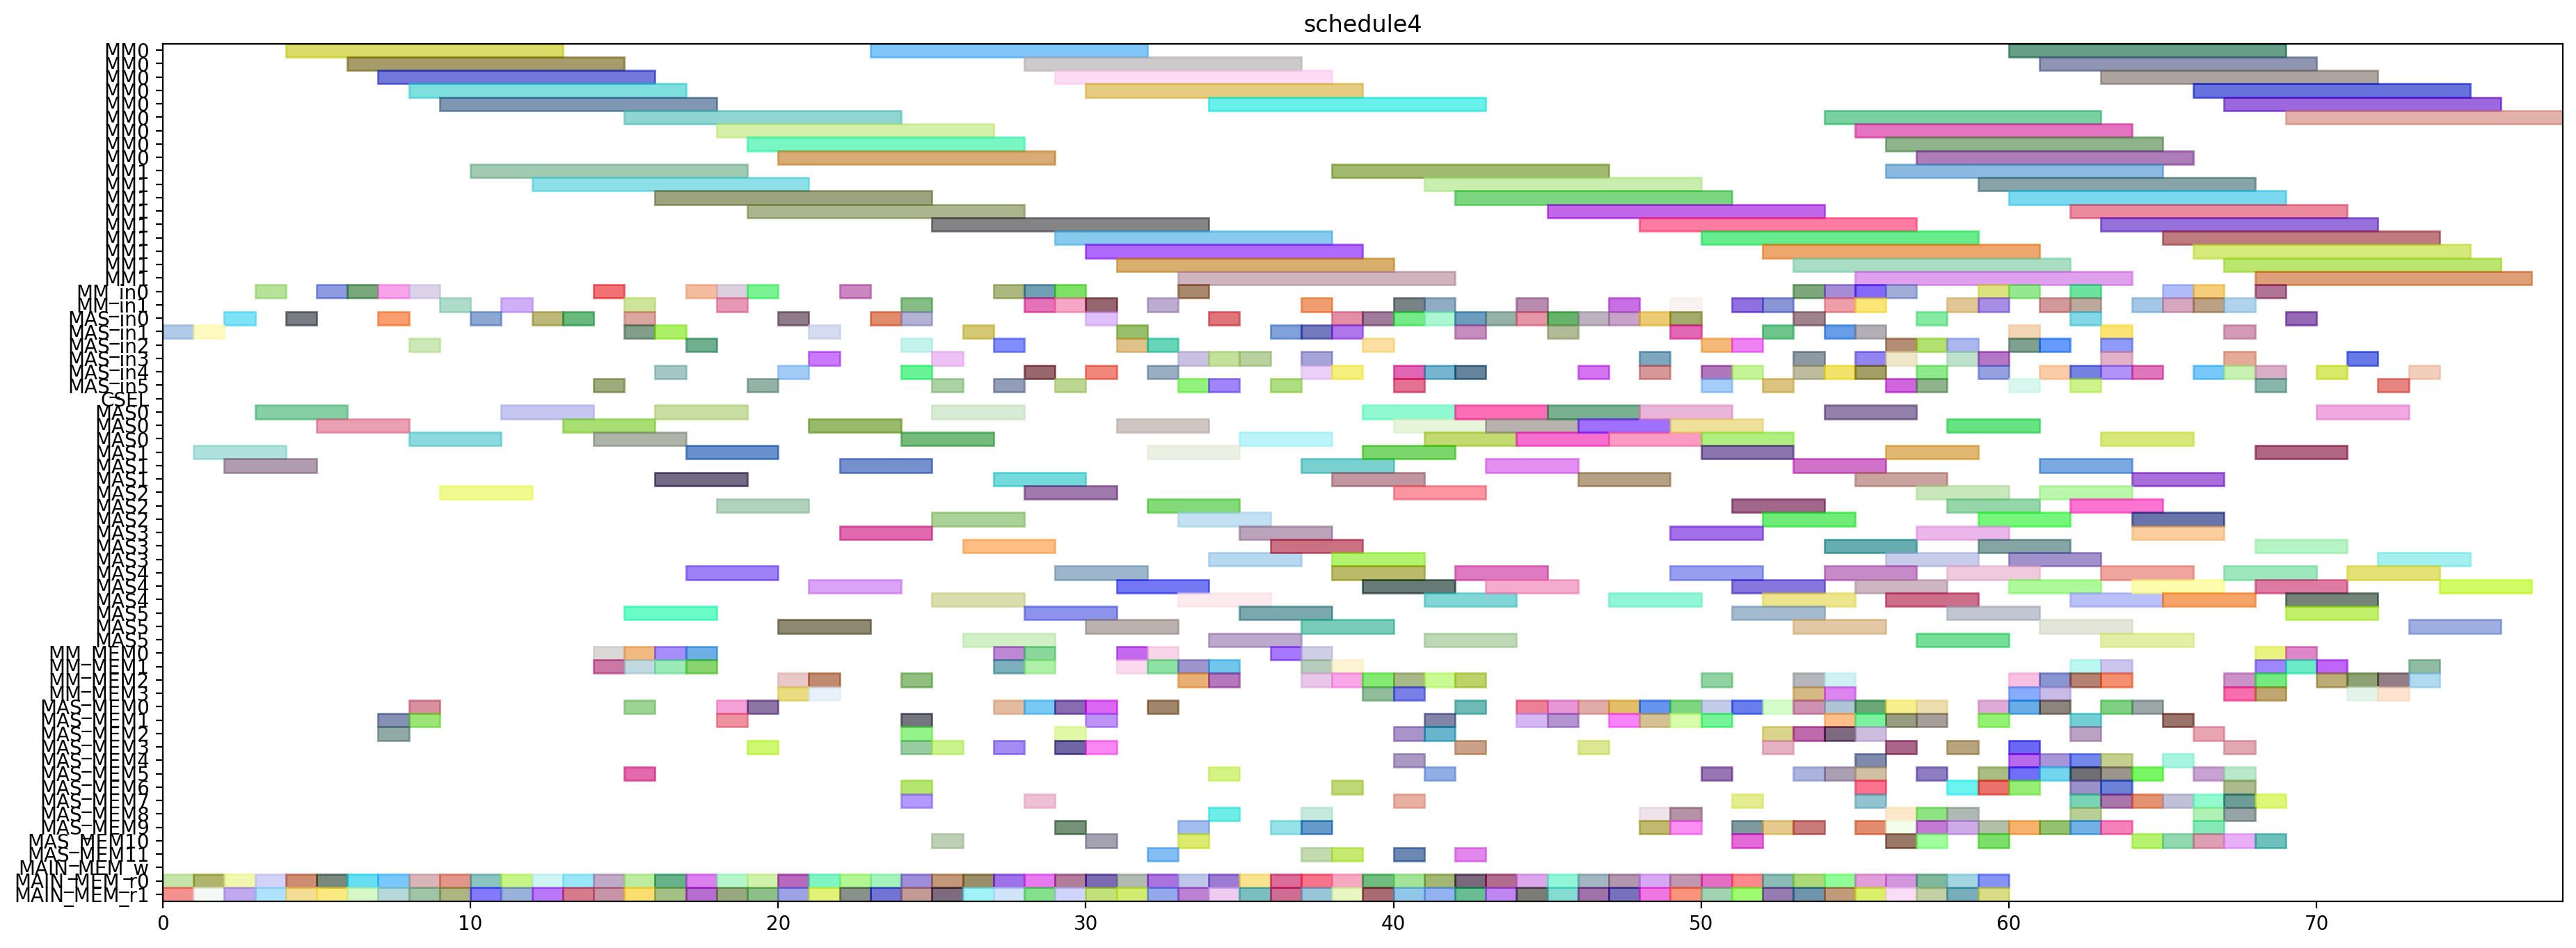 schedule4
MM0
MM0
MM0
MM0
MM0
MM0
MM0
MM0
MM0
MM1
MM1
MM1
MM1
MM1
MM1
MM1
MM1
MM1
MM_in0
MM_in1
MAS_in0
MAS_in1
MAS_in2
MAS_in3
MAS_in4
MAS_in5
CSEL
MAS0
MAS0
MAS0
MAS1
MAS1
MAS1
MAS2
MAS2
MAS2
MAS3
MAS3
MAS3
MAS4
MAS4
MAS4
MAS5
MAS5
MAS5
MM_MEM0
MM_MEM1
MM_MEM2
MM_MEM3
MAS_MEM0
MAS_MEM1
MAS_MEM2
MAS_MEM3
MAS_MEM4
MAS_MEM5
MAS_MEM6
MAS_MEM7
MAS_MEM8
MAS_MEM9
MAS_MEM10
MAS_MEM11
MAIN_MEM_w
MAIN_MEM_r0
MAIN_MEM_r1
0 10 20 30 40 50 60 70